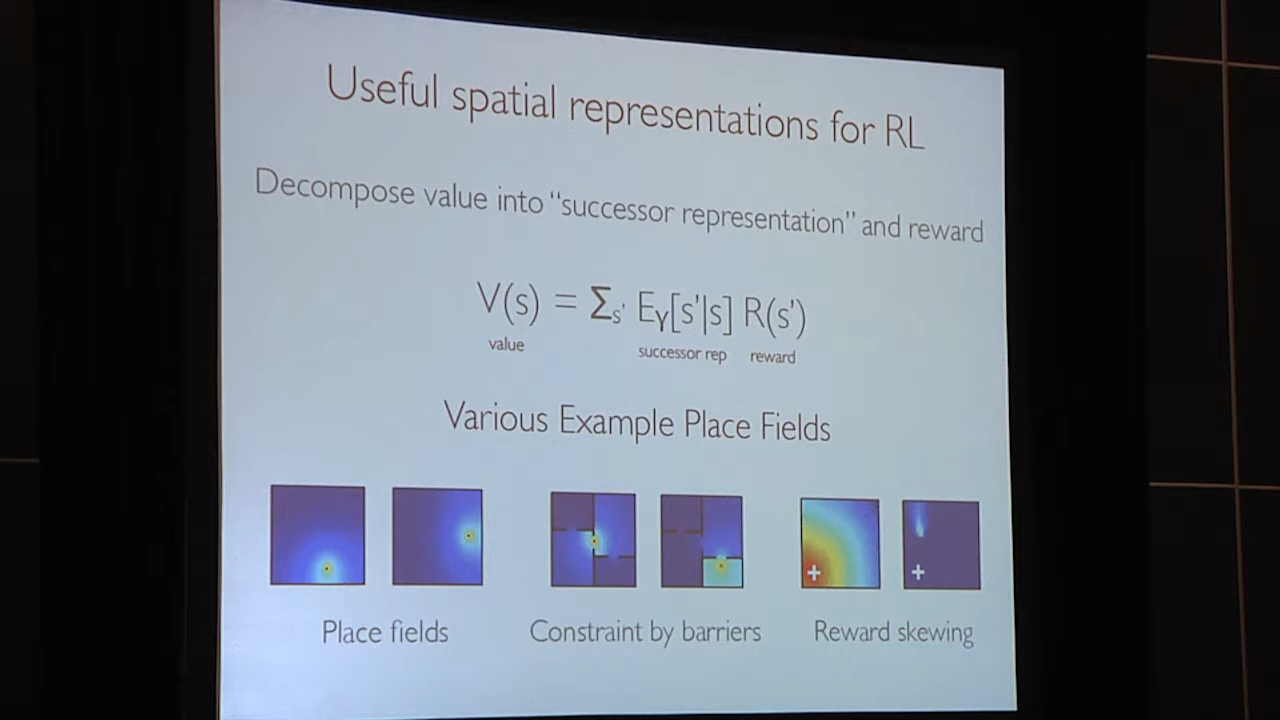 Useful spatial representations for RL
Decompose value into “successor representation” and reward
V(s) = Σs' Eγ[s'|s] R(s')
value successor rep reward
Various Example Place Fields
Place fields Constraint by barriers Reward skewing